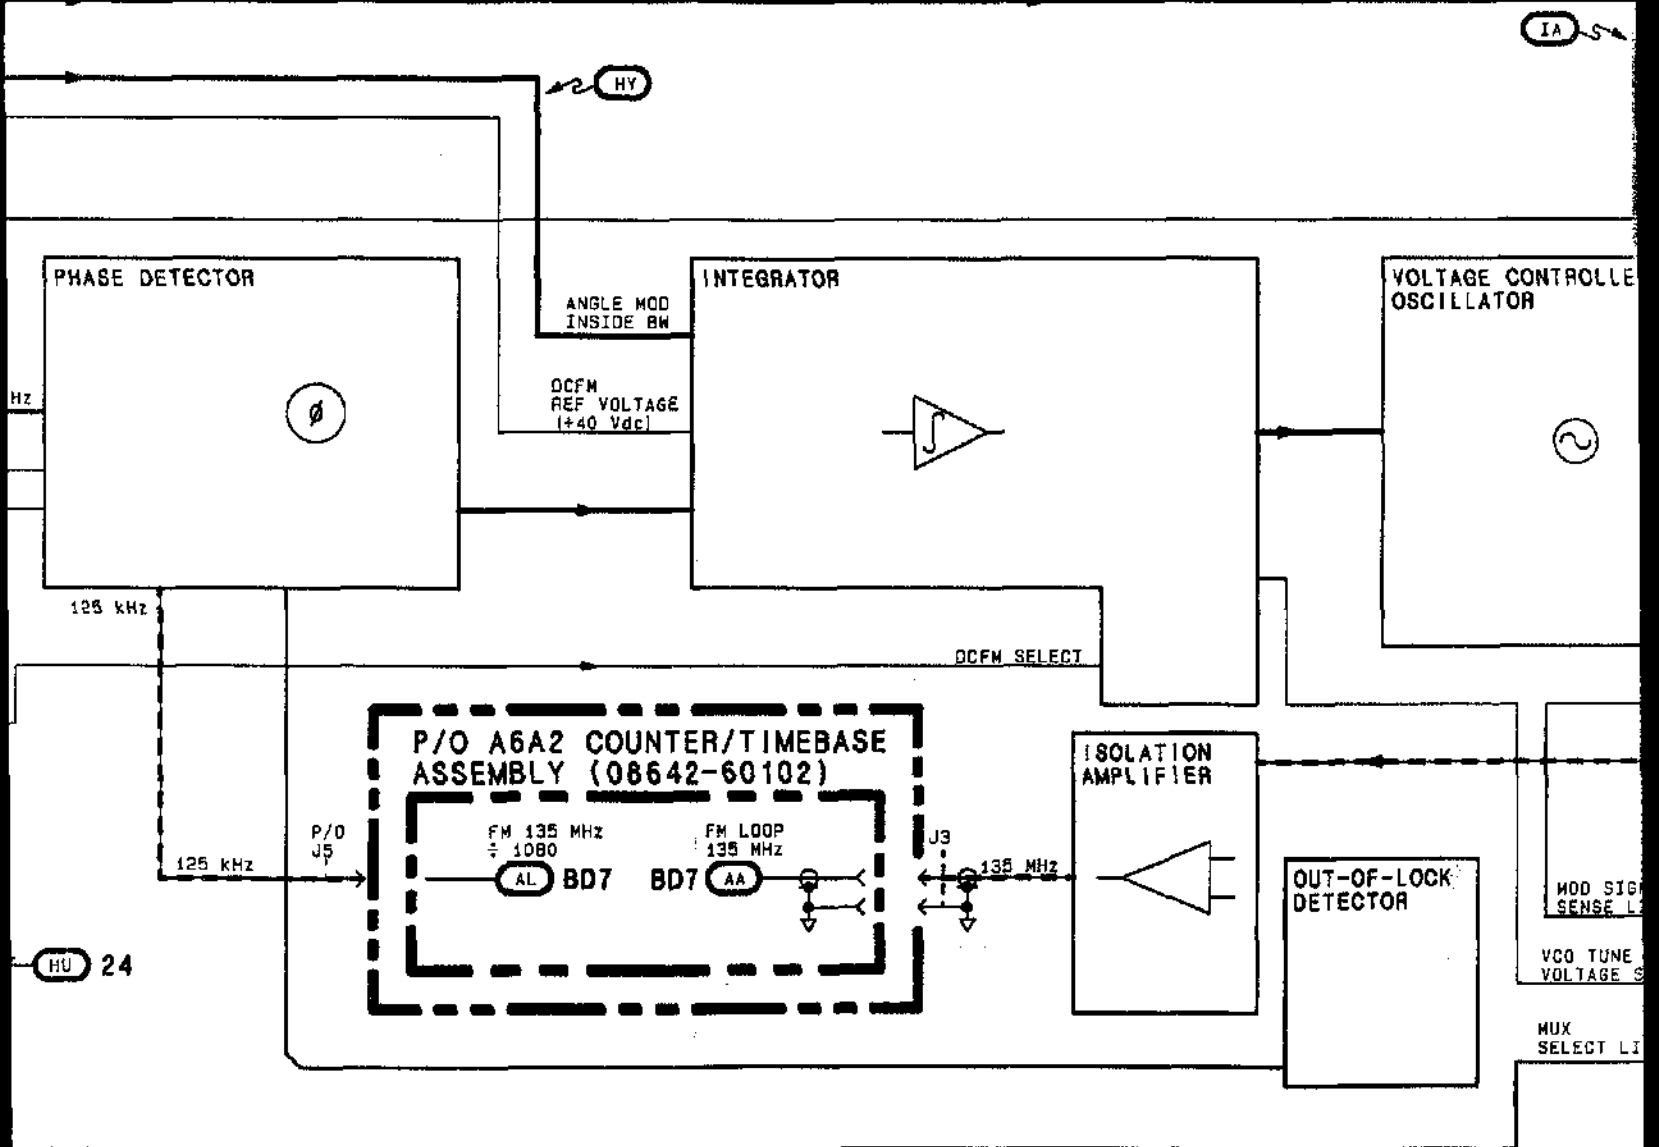 IA
HY
PHASE DETECTOR
INTEGRATOR
VOLTAGE CONTROLLE
OSCILLATOR
ANGLE MOD
INSIDE BW
DCFM
REF VOLTAGE
(+40 Vdc)
Hz
ø
∫
125 kHz
DCFM SELECT
P/O A6A2 COUNTER/TIMEBASE
ASSEMBLY (08642-60102)
ISOLATION
AMPLIFIER
P/O
J5
FM 135 MHz
÷ 1080
FM LOOP
135 MHz
J3
125 kHz
AL BD7
BD7 AA
135 MHz
OUT-OF-LOCK
DETECTOR
MOD SIG
SENSE L
HU 24
VCO TUNE
VOLTAGE S
MUX
SELECT LI